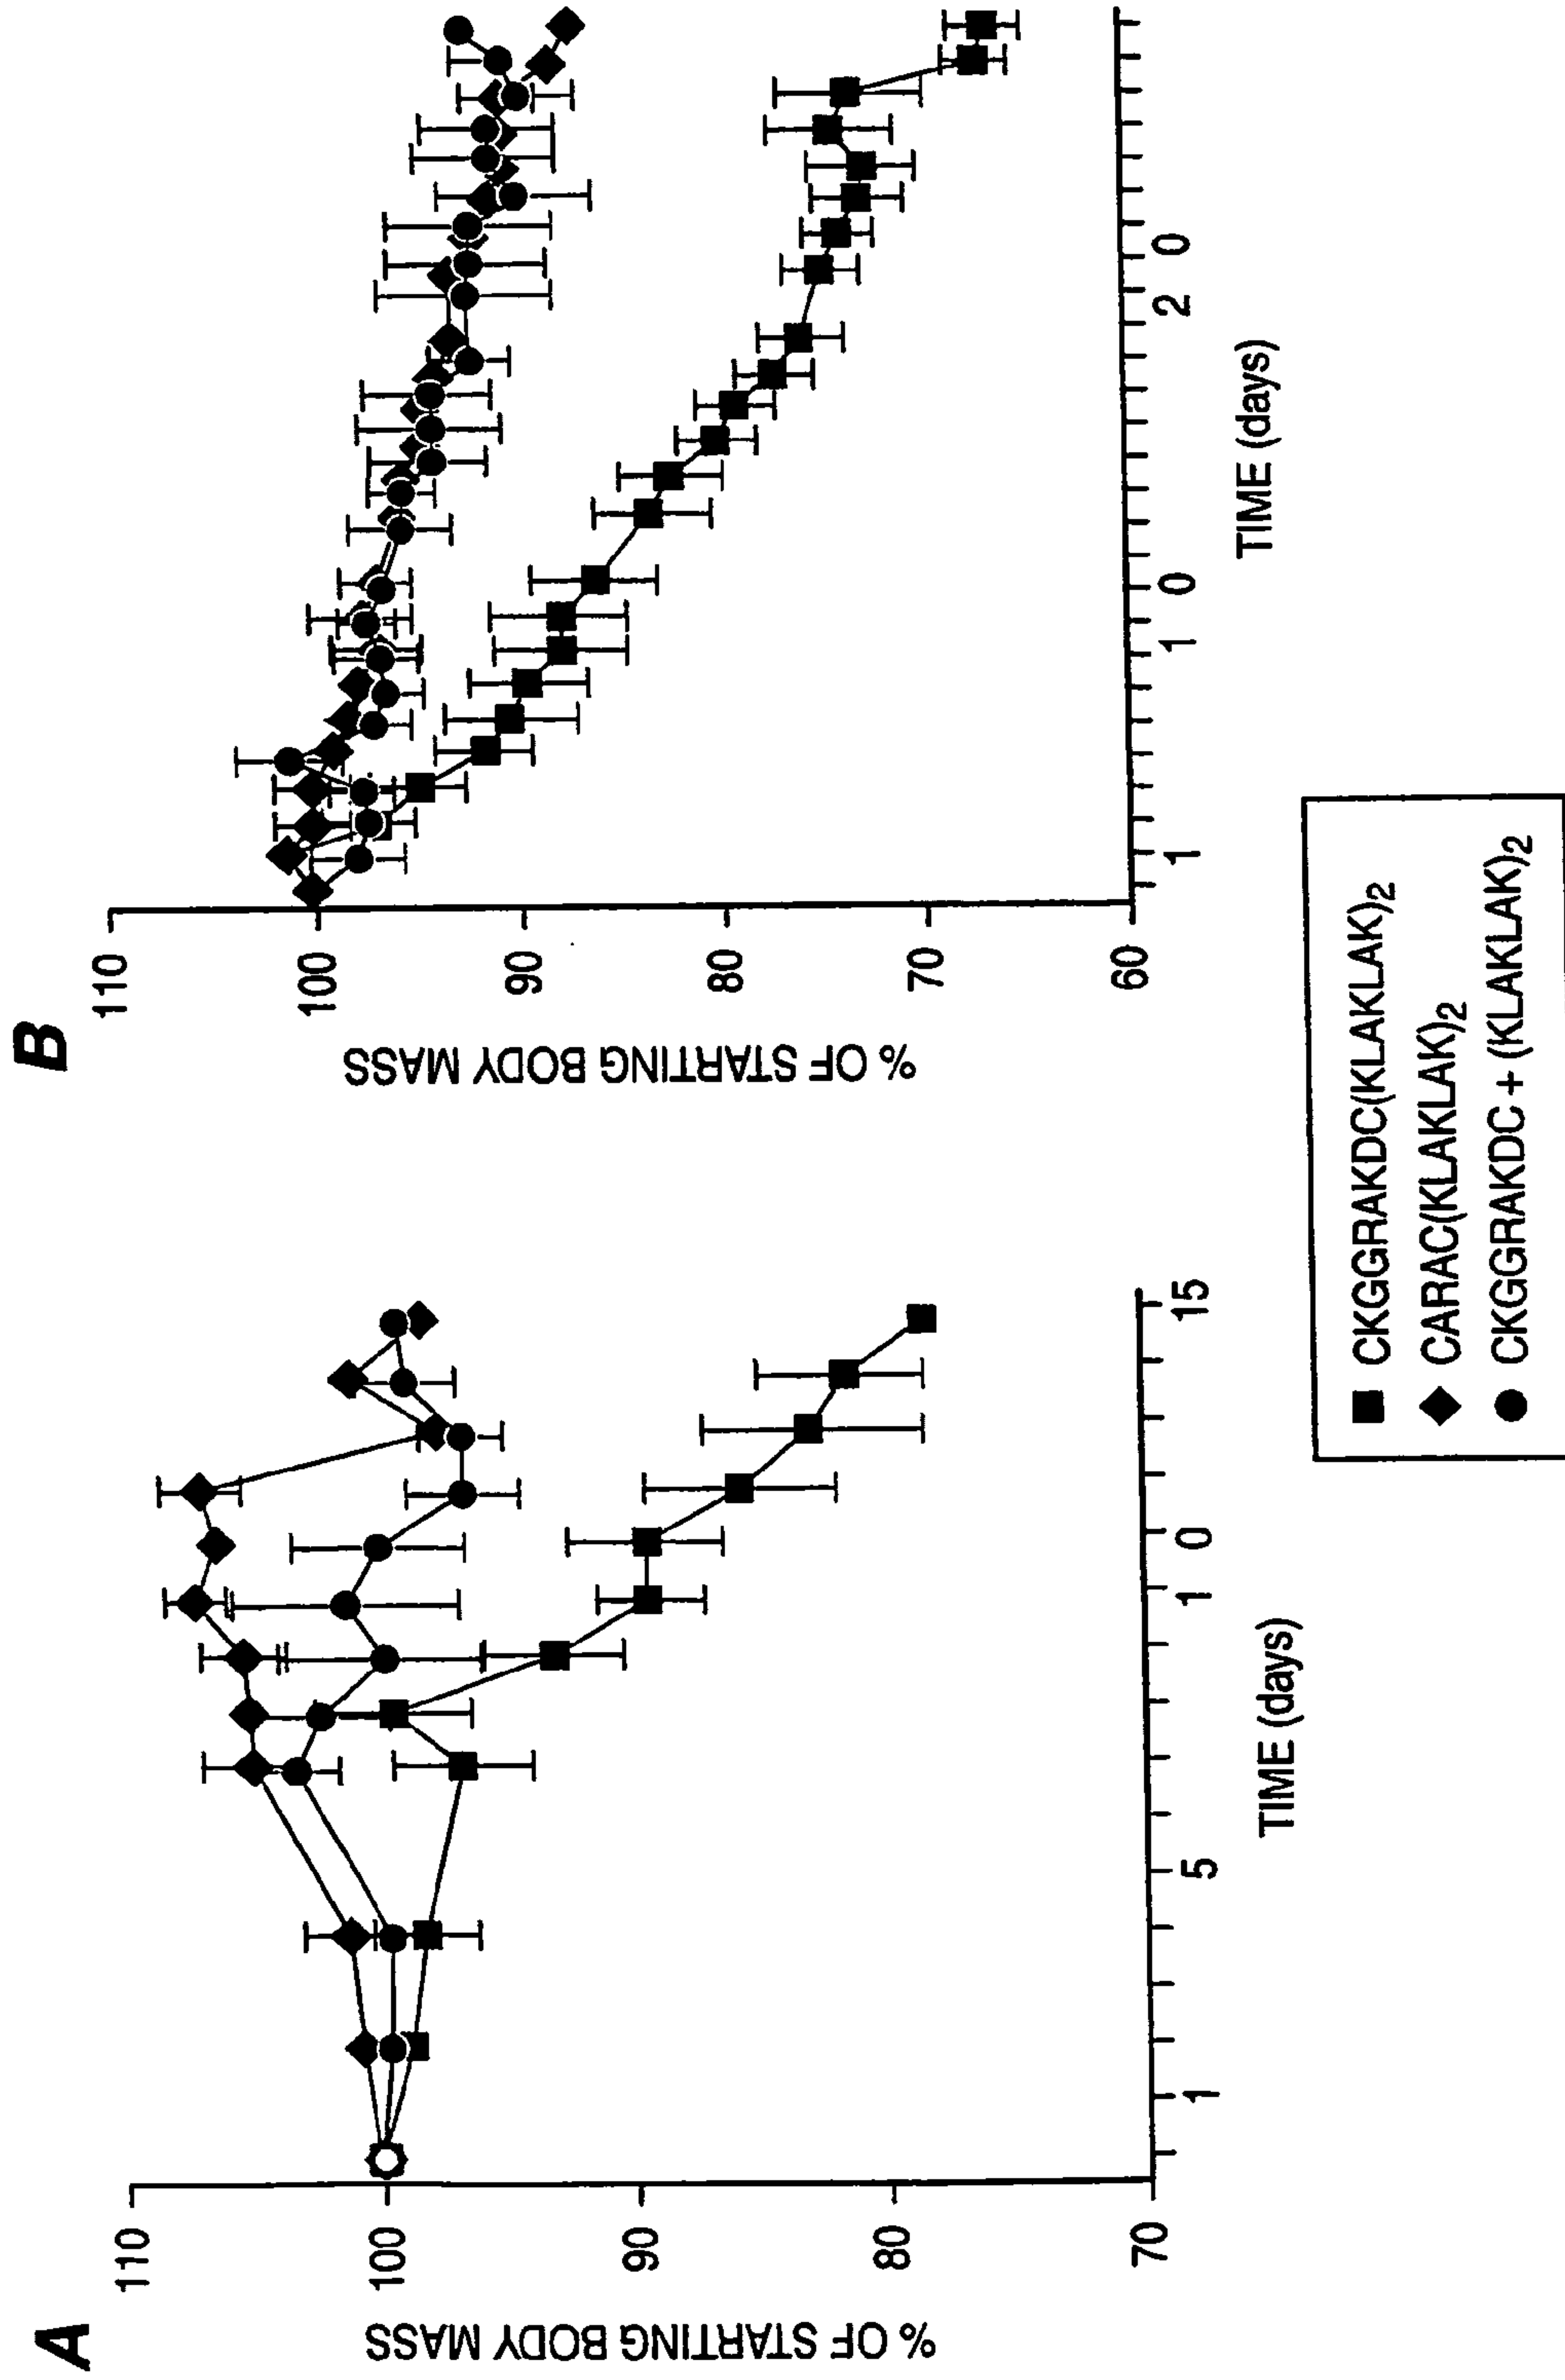 A
% OF STARTING BODY MASS
110
100
90
80
70
1 5 1 0 15
TIME (days)
B
% OF STARTING BODY MASS
110
100
90
80
70
60
1 1 0 2 0
TIME (days)
CKGGRAKDC(KLAKLAK)2
CARAC(KLAKLAK)2
CKGGRAKDC + (KLAKLAK)2